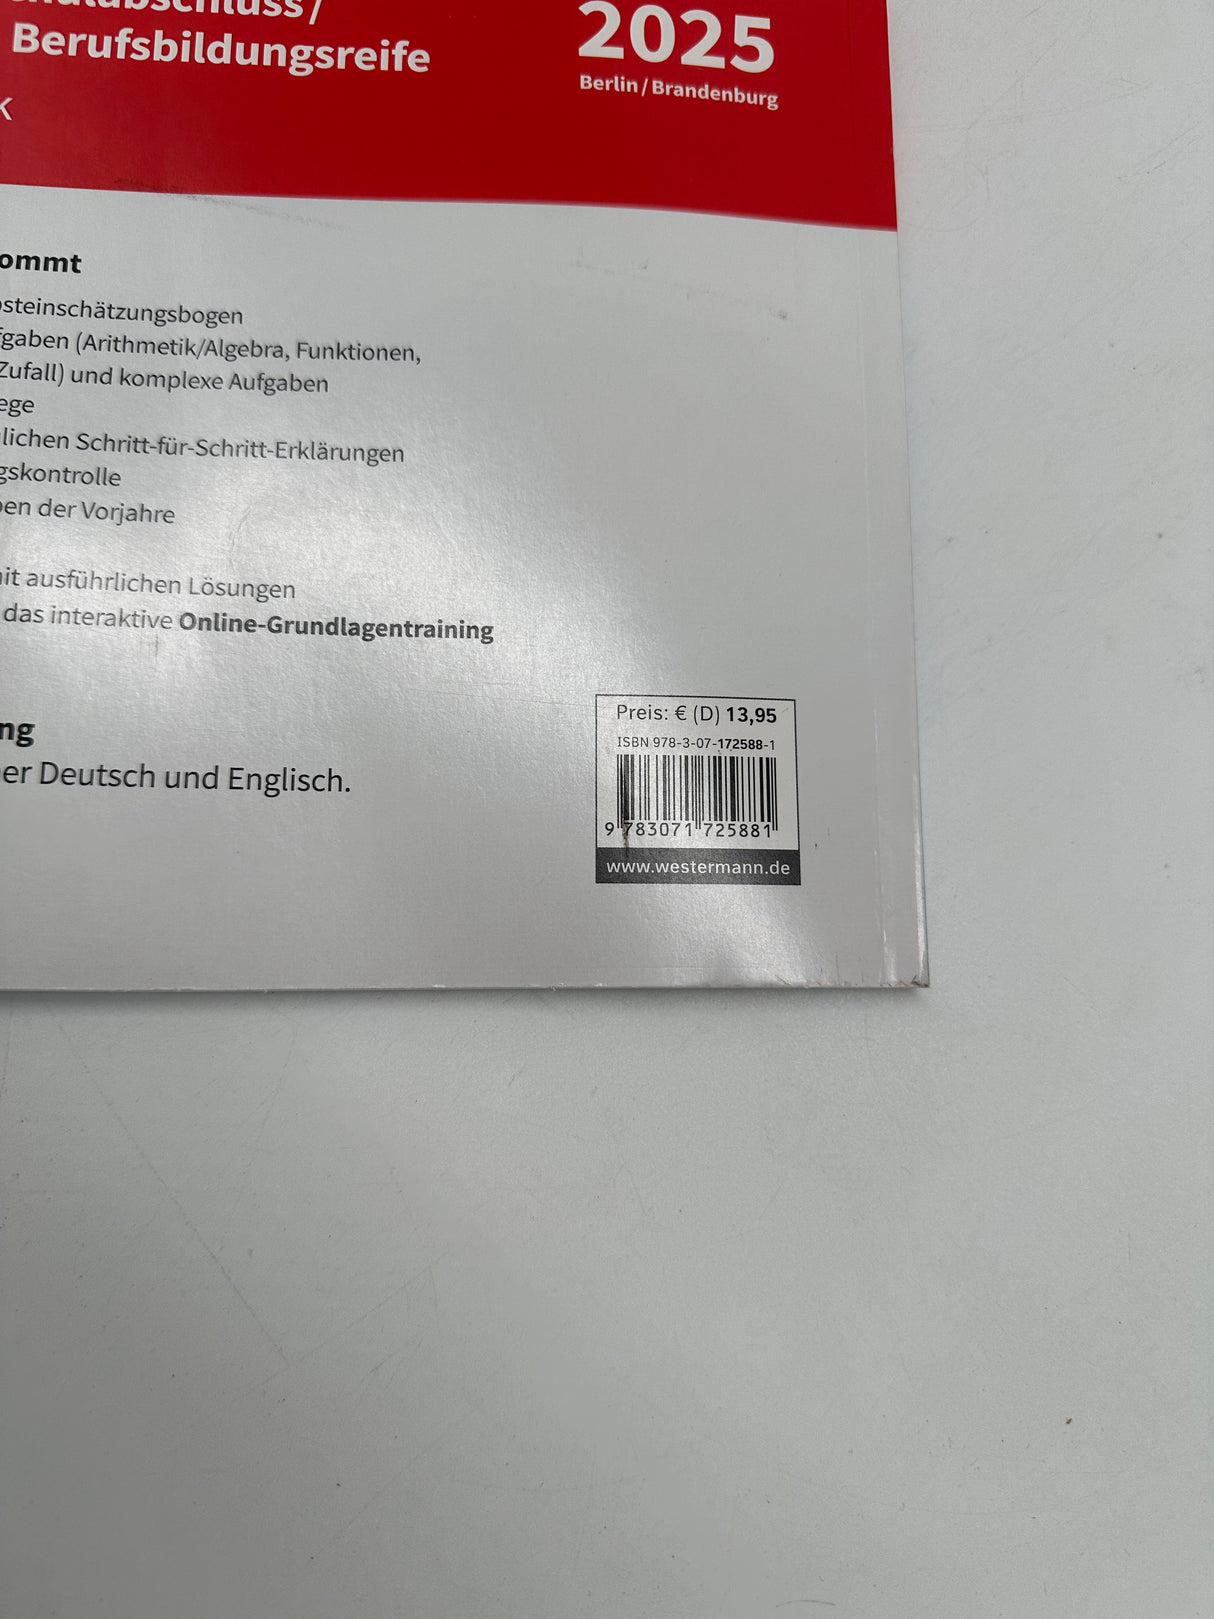 Berufsbildungsreife
2025
Berlin / Brandenburg
K
ommt
steinschätzungsbogen
gaben (Arithmetik/Algebra, Funktionen,
Zufall) und komplexe Aufgaben
ege
lichen Schritt-für-Schritt-Erklärungen
gskontrolle
en der Vorjahre
it ausführlichen Lösungen
das interaktive Online-Grundlagentraining
ng
er Deutsch und Englisch.
Preis: € (D) 13,95
ISBN 978-3-07-172588-1
9 783071 725881
www.westermann.de